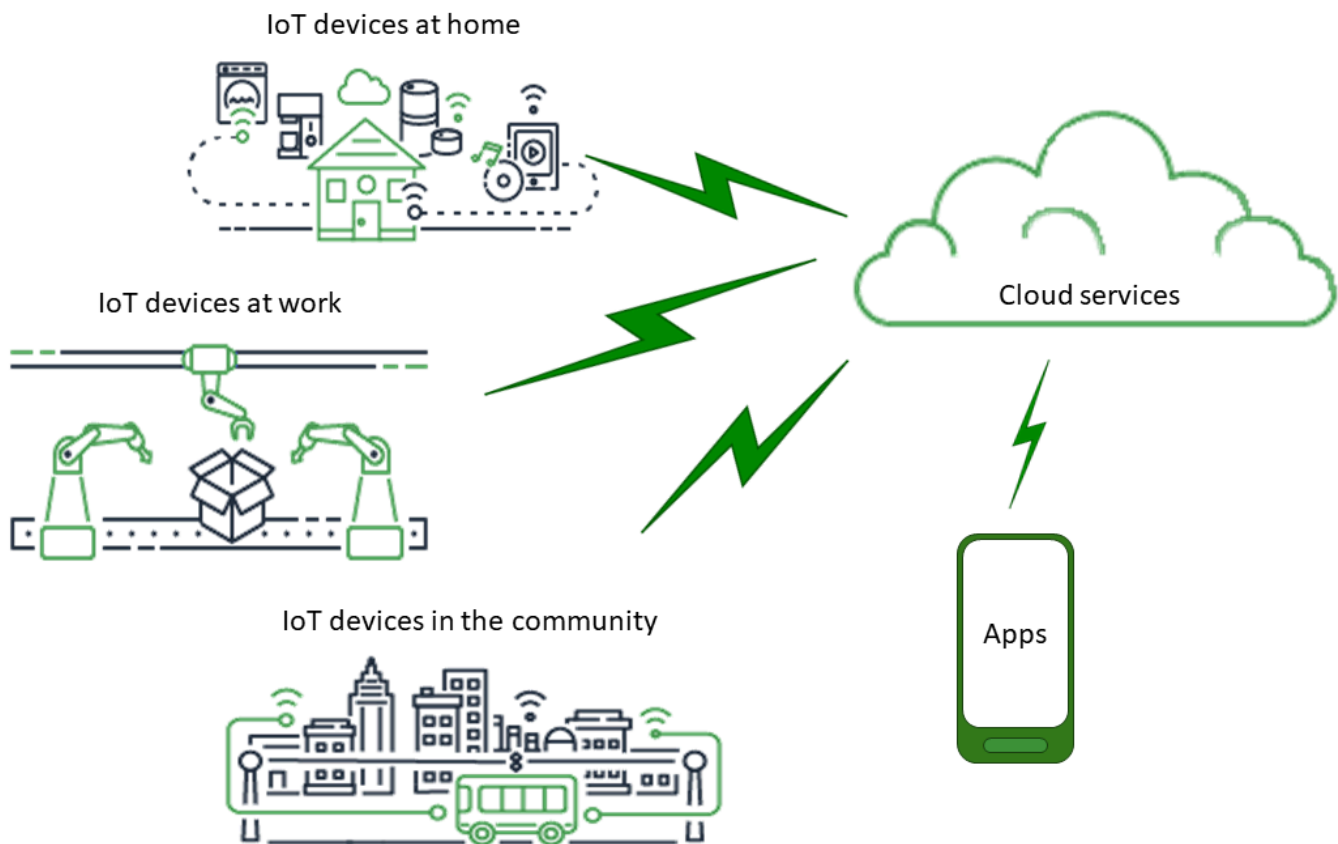 IoT devices at home
Cloud services
IoT devices at work
Apps
IoT devices in the community